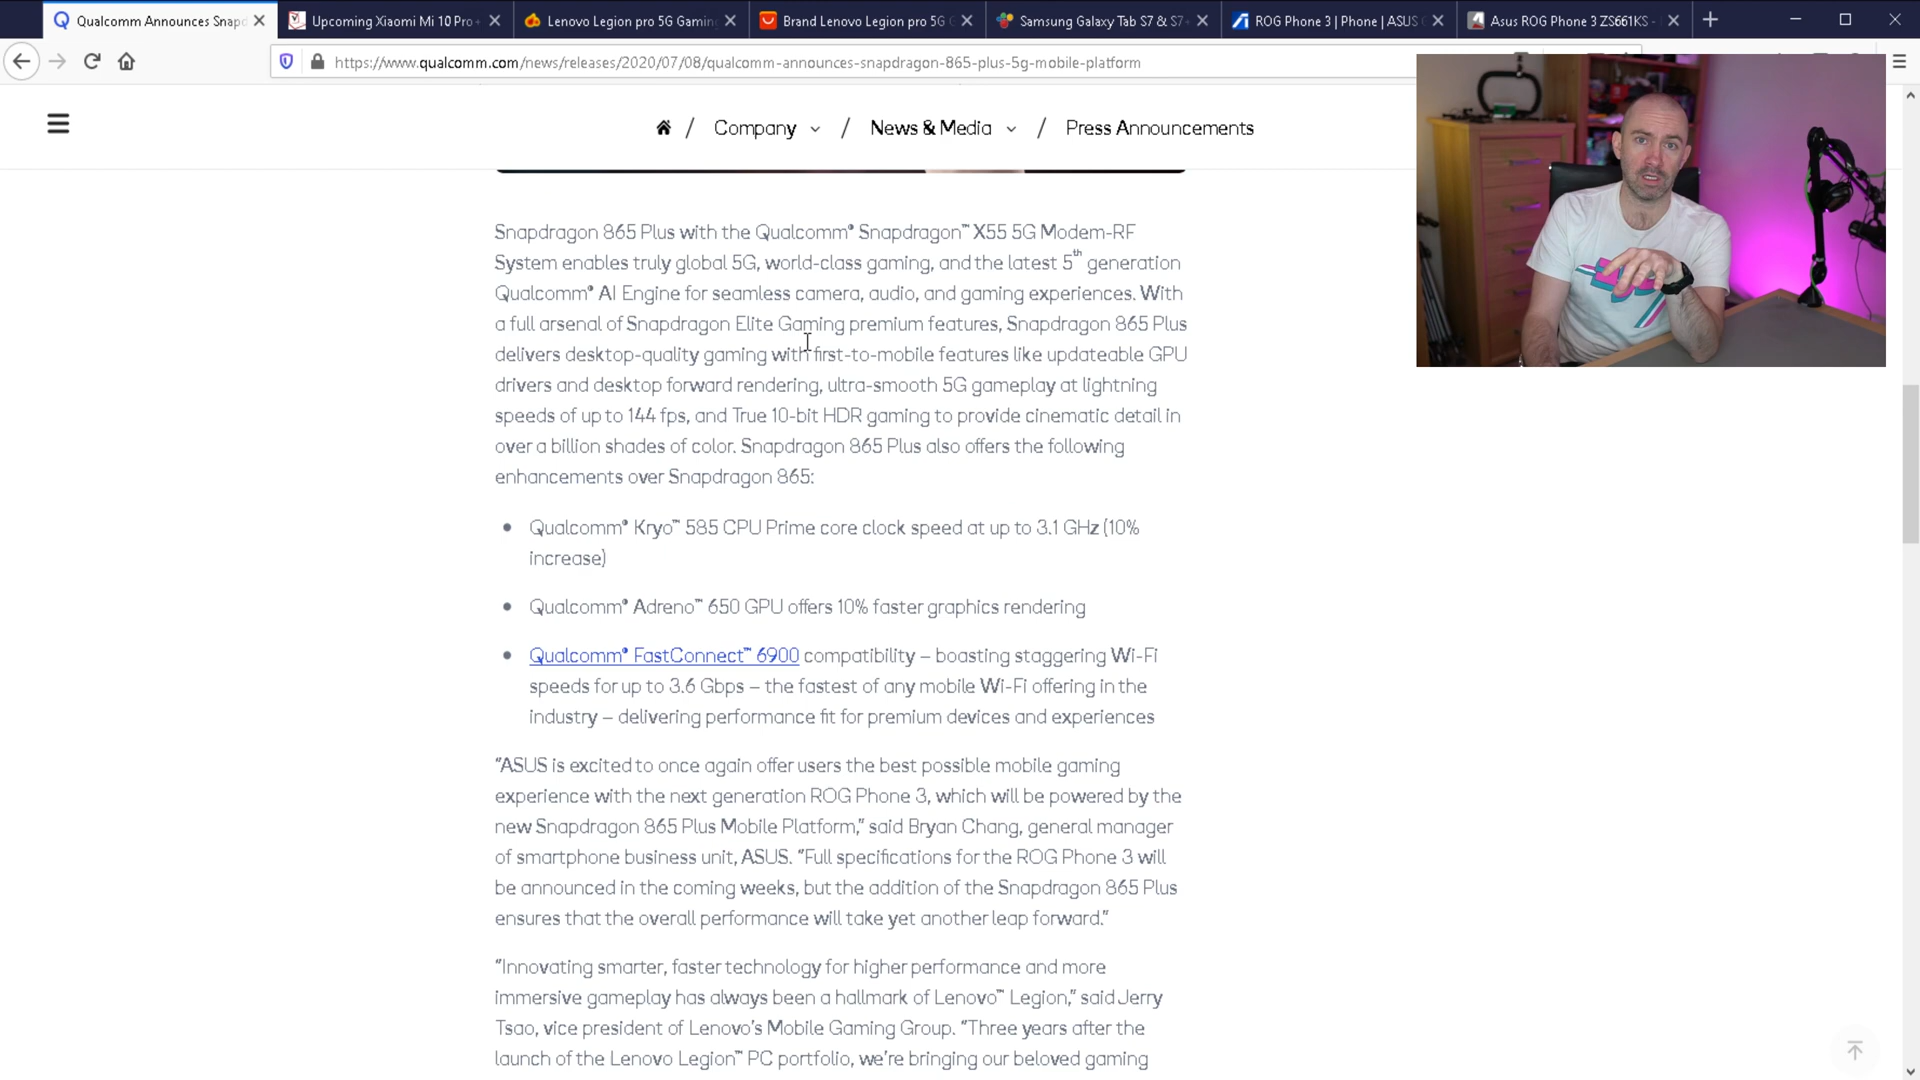 Qualcomm Announces Snapd
Upcoming Xiaomi Mi 10 Pro+
Lenovo Legion pro 5G Gaming
Brand Lenovo Legion pro 5G G
Samsung Galaxy Tab S7 & S7+
ROG Phone 3 | Phone | ASUS G
Asus ROG Phone 3 ZS661KS -
https://www.qualcomm.com/news/releases/2020/07/08/qualcomm-announces-snapdragon-865-plus-5g-mobile-platform
/ Company / News & Media / Press Announcements
Snapdragon 865 Plus with the Qualcomm® Snapdragon™ X55 5G Modem-RF
System enables truly global 5G, world-class gaming, and the latest 5th generation
Qualcomm® AI Engine for seamless camera, audio, and gaming experiences. With
a full arsenal of Snapdragon Elite Gaming premium features, Snapdragon 865 Plus
delivers desktop-quality gaming with first-to-mobile features like updateable GPU
drivers and desktop forward rendering, ultra-smooth 5G gameplay at lightning
speeds of up to 144 fps, and True 10-bit HDR gaming to provide cinematic detail in
over a billion shades of color. Snapdragon 865 Plus also offers the following
enhancements over Snapdragon 865:
• Qualcomm® Kryo™ 585 CPU Prime core clock speed at up to 3.1 GHz (10%
increase)
• Qualcomm® Adreno™ 650 GPU offers 10% faster graphics rendering
• Qualcomm® FastConnect™ 6900 compatibility – boasting staggering Wi-Fi
speeds for up to 3.6 Gbps – the fastest of any mobile Wi-Fi offering in the
industry – delivering performance fit for premium devices and experiences
"ASUS is excited to once again offer users the best possible mobile gaming
experience with the next generation ROG Phone 3, which will be powered by the
new Snapdragon 865 Plus Mobile Platform," said Bryan Chang, general manager
of smartphone business unit, ASUS. "Full specifications for the ROG Phone 3 will
be announced in the coming weeks, but the addition of the Snapdragon 865 Plus
ensures that the overall performance will take yet another leap forward."
"Innovating smarter, faster technology for higher performance and more
immersive gameplay has always been a hallmark of Lenovo™ Legion," said Jerry
Tsao, vice president of Lenovo's Mobile Gaming Group. "Three years after the
launch of the Lenovo Legion™ PC portfolio, we're bringing our beloved gaming